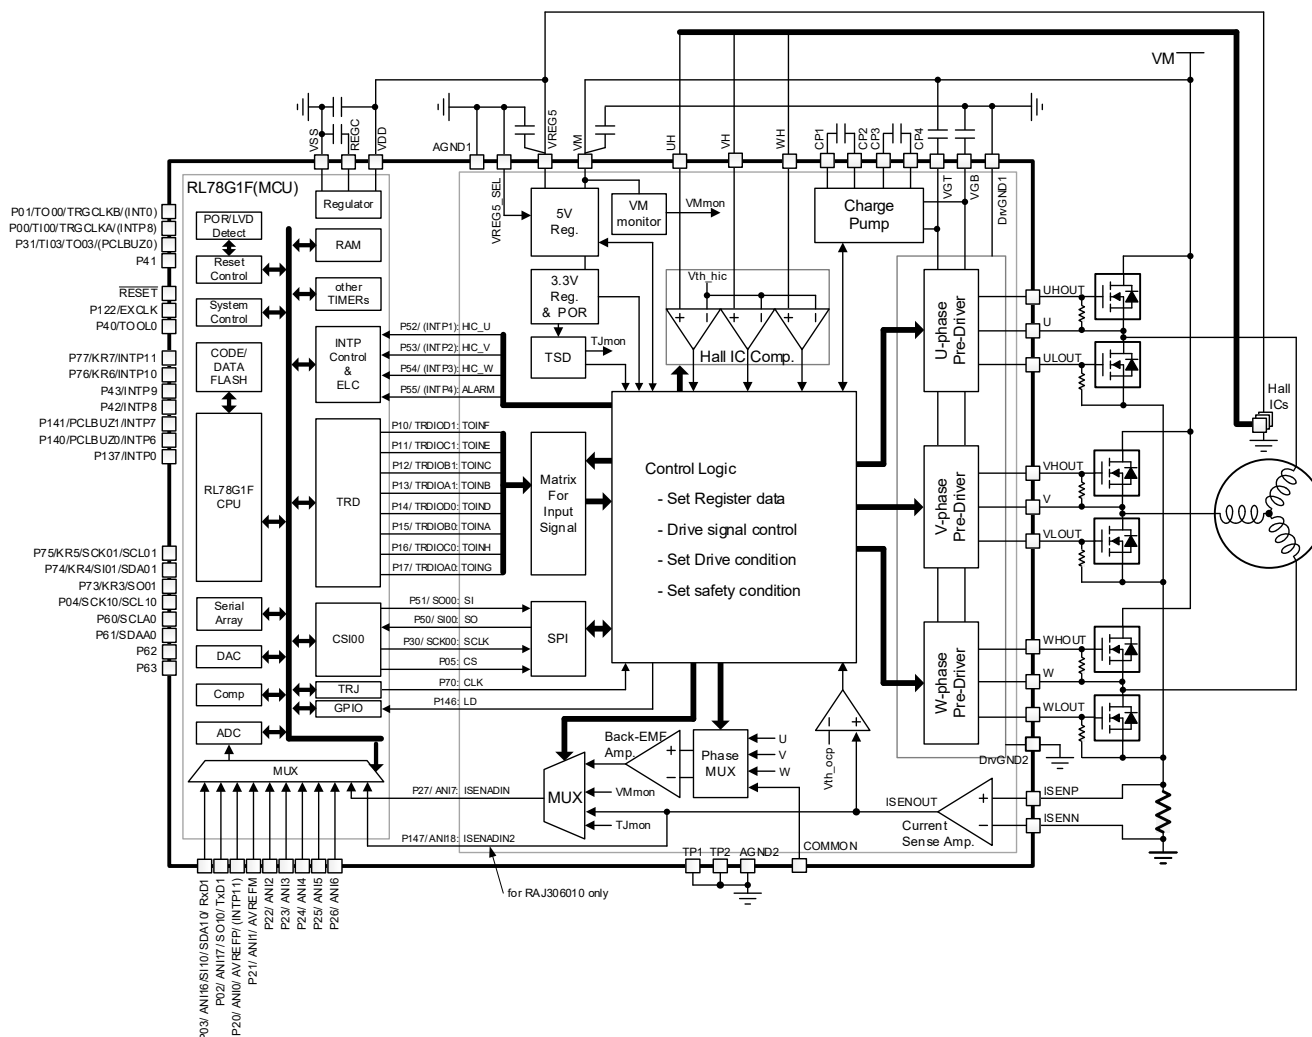 VM
VSS
REGC
VDD
AGND1
VREG5_SEL
VREG5
VM
UH
VH
WH
CP1
CP2
CP3
CP4
VGT
VGB
DrvGND1
RL78G1F(MCU)
Regulator
5V
Reg.
VM
monitor
VMmon
Charge
Pump
P01/TO00/TRGCLKB/(INT0)
P00/TI00/TRGCLKA/(INTP8)
P31/TI03/TO03/(PCLBUZ0)
P41
RESET
P122/EXCLK
P40/TOOL0
P77/KR7/INTP11
P76/KR6/INTP10
P43/INTP9
P42/INTP8
P141/PCLBUZ1/INTP7
P140/PCLBUZ0/INTP6
P137/INTP0
P75/KR5/SCK01/SCL01
P74/KR4/SI01/SDA01
P73/KR3/SO01
P04/SCK10/SCL10
P60/SCLA0
P61/SDAA0
P62
P63
POR/LVD
Detect
Reset
Control
System
Control
CODE/
DATA
FLASH
RL78G1F
CPU
Serial
Array
DAC
Comp
ADC
MUX
RAM
other
TIMERs
INTP
Control
&
ELC
TRD
CSI00
TRJ
GPIO
3.3V
Reg.
& POR
TSD
TJmon
Vth_hic
+
−
+
−
+
−
Hall IC Comp.
P52/ (INTP1): HIC_U
P53/ (INTP2): HIC_V
P54/ (INTP3): HIC_W
P55/ (INTP4): ALARM
P10/ TRDIOD1: TOINF
P11/ TRDIOC1: TOINE
P12/ TRDIOB1: TOINC
P13/ TRDIOA1: TOINB
P14/ TRDIOD0: TOIND
P15/ TRDIOB0: TOINA
P16/ TRDIOC0: TOINH
P17/ TRDIOA0: TOING
P51/ SO00: SI
P50/ SI00: SO
P30/ SCK00: SCLK
P05: CS
P70: CLK
P146: LD
Matrix
For
Input
Signal
SPI
Control Logic
- Set Register data
- Drive signal control
- Set Drive condition
- Set safety condition
U-phase
Pre-Driver
V-phase
Pre-Driver
W-phase
Pre-Driver
UHOUT
U
ULOUT
VHOUT
V
VLOUT
WHOUT
W
WLOUT
DrvGND2
Hall
ICs
Back-EMF
Amp.
+
−
Phase
MUX
U
V
W
−
+
Vth_ocp
MUX
VMmon
TJmon
P27/ ANI7: ISENADIN
P147/ANI18: ISENADIN2
ISENOUT
+
−
Current
Sense Amp.
ISENP
ISENN
TP1
TP2
AGND2
COMMON
for RAJ306010 only
P03/ ANI16/SI10/SDA10/ RxD1
P02/ ANI17/ SO10/ TxD1
P20/ ANI0/ AVREFP/ (INTP11)
P21/ ANI1/ AVREFM
P22/ ANI2
P23/ ANI3
P24/ ANI4
P25/ ANI5
P26/ ANI6